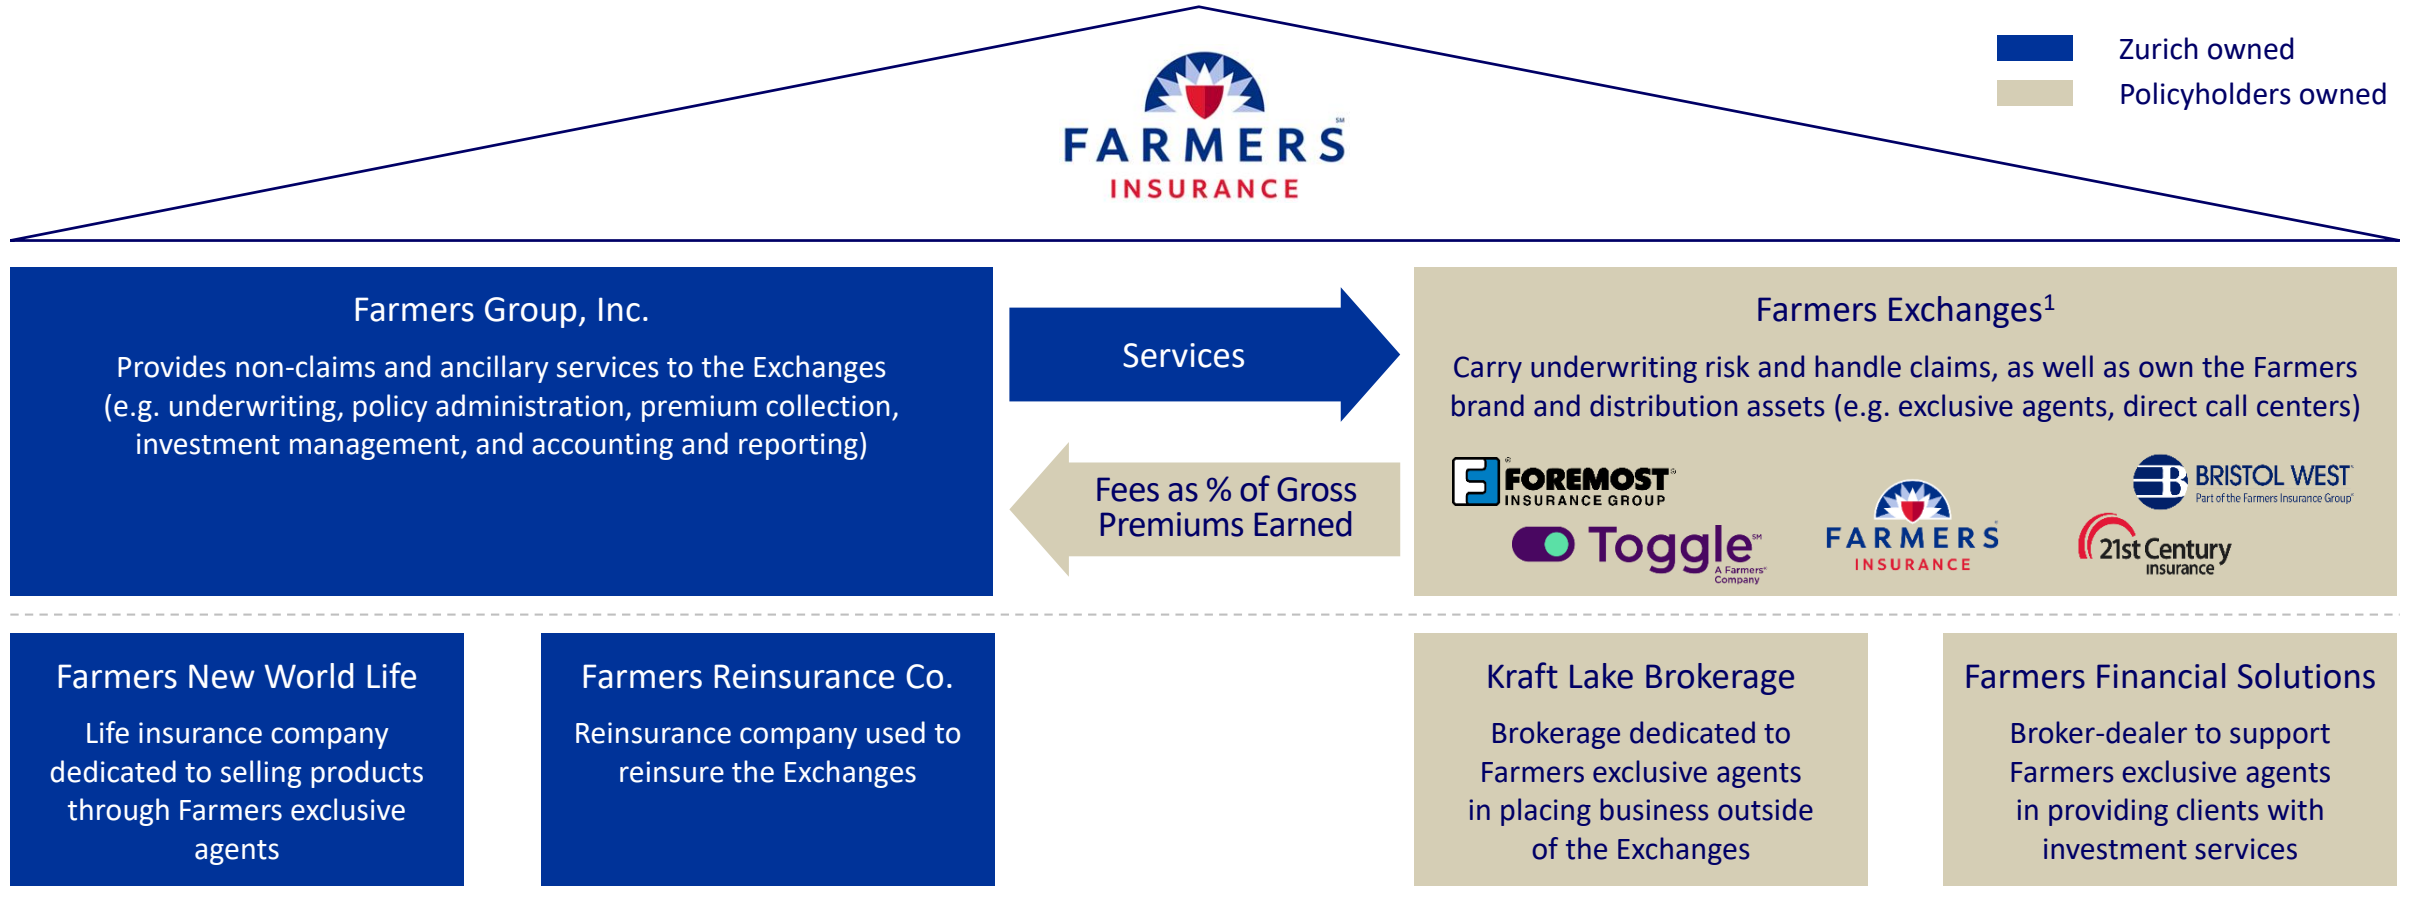 Zurich owned
Policyholders owned
FARMERS SM
INSURANCE
Farmers Group, Inc.
Provides non-claims and ancillary services to the Exchanges
(e.g. underwriting, policy administration, premium collection,
investment management, and accounting and reporting)
Services
Fees as % of Gross
Premiums Earned
Farmers Exchanges¹
Carry underwriting risk and handle claims, as well as own the Farmers
brand and distribution assets (e.g. exclusive agents, direct call centers)
FOREMOST®
INSURANCE GROUP
Toggle SM
A Farmers®
Company
FARMERS
INSURANCE
BRISTOL WEST®
Part of the Farmers Insurance Group®
21st Century
insurance
Farmers New World Life
Life insurance company
dedicated to selling products
through Farmers exclusive
agents
Farmers Reinsurance Co.
Reinsurance company used to
reinsure the Exchanges
Kraft Lake Brokerage
Brokerage dedicated to
Farmers exclusive agents
in placing business outside
of the Exchanges
Farmers Financial Solutions
Broker-dealer to support
Farmers exclusive agents
in providing clients with
investment services